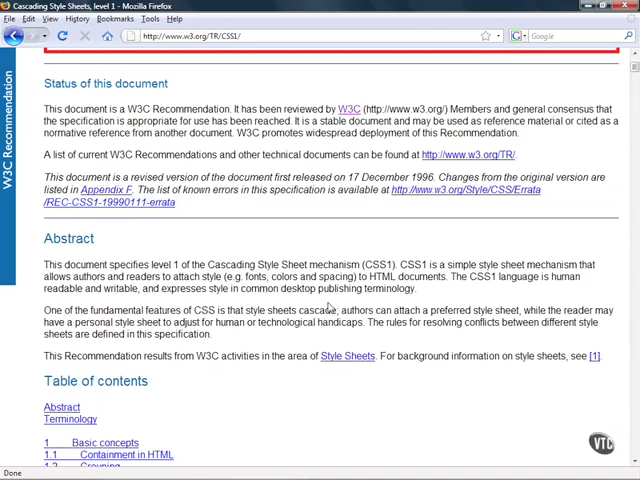 Cascading Style Sheets, level 1 - Mozilla Firefox
File Edit View History Bookmarks Tools Help
http://www.w3.org/TR/CSS1/
Google
W3C Recommendation
Status of this document
This document is a W3C Recommendation. It has been reviewed by W3C (http://www.w3.org/) Members and general consensus that
the specification is appropriate for use has been reached. It is a stable document and may be used as reference material or cited as a
normative reference from another document. W3C promotes widespread deployment of this Recommendation.
A list of current W3C Recommendations and other technical documents can be found at http://www.w3.org/TR/.
This document is a revised version of the document first released on 17 December 1996. Changes from the original version are
listed in Appendix F. The list of known errors in this specification is available at http://www.w3.org/Style/CSS/Errata
/REC-CSS1-19990111-errata
Abstract
This document specifies level 1 of the Cascading Style Sheet mechanism (CSS1). CSS1 is a simple style sheet mechanism that
allows authors and readers to attach style (e.g. fonts, colors and spacing) to HTML documents. The CSS1 language is human
readable and writable, and expresses style in common desktop publishing terminology.
One of the fundamental features of CSS is that style sheets cascade; authors can attach a preferred style sheet, while the reader may
have a personal style sheet to adjust for human or technological handicaps. The rules for resolving conflicts between different style
sheets are defined in this specification.
This Recommendation results from W3C activities in the area of Style Sheets. For background information on style sheets, see [1].
Table of contents
Abstract
Terminology
1 Basic concepts
1.1 Containment in HTML
1.2 Grouping
VTC
Done